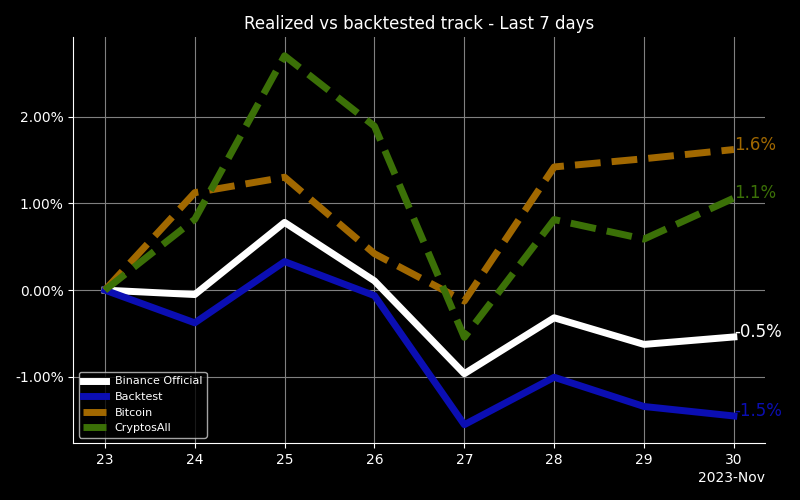 Realized vs backtested track - Last 7 days
2.00%
1.00%
0.00%
-1.00%
1.6%
1.1%
-0.5%
-1.5%
Binance Official
Backtest
Bitcoin
CryptosAll
23 24 25 26 27 28 29 30
2023-Nov